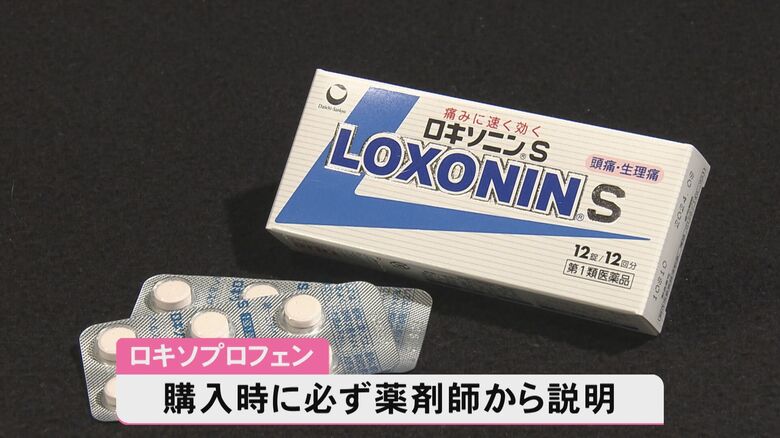 Daiichi-Sankyo
痛みに速く効く
ロキソニンS
LOXONIN S
頭痛・生理痛
12錠/12回分
第1類医薬品
ロキソプロフェン
購入時に必ず薬剤師から説明